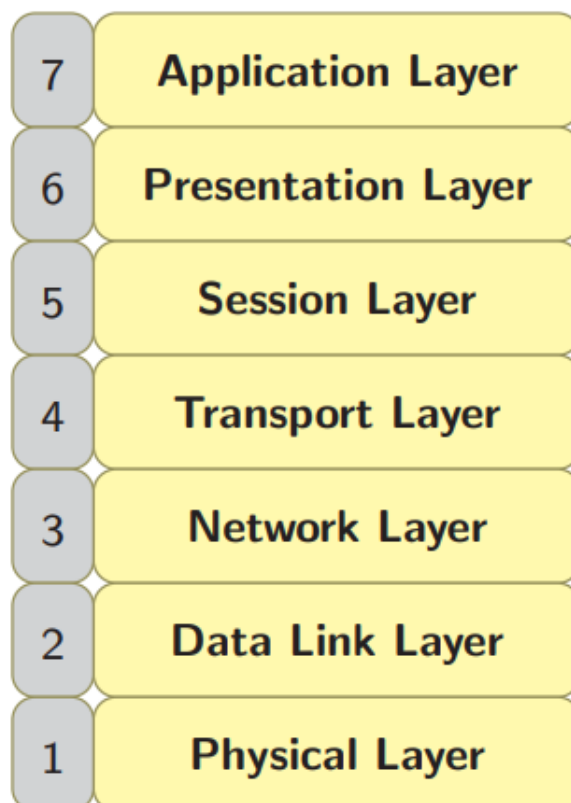 7 Application Layer
6 Presentation Layer
5 Session Layer
4 Transport Layer
3 Network Layer
2 Data Link Layer
1 Physical Layer